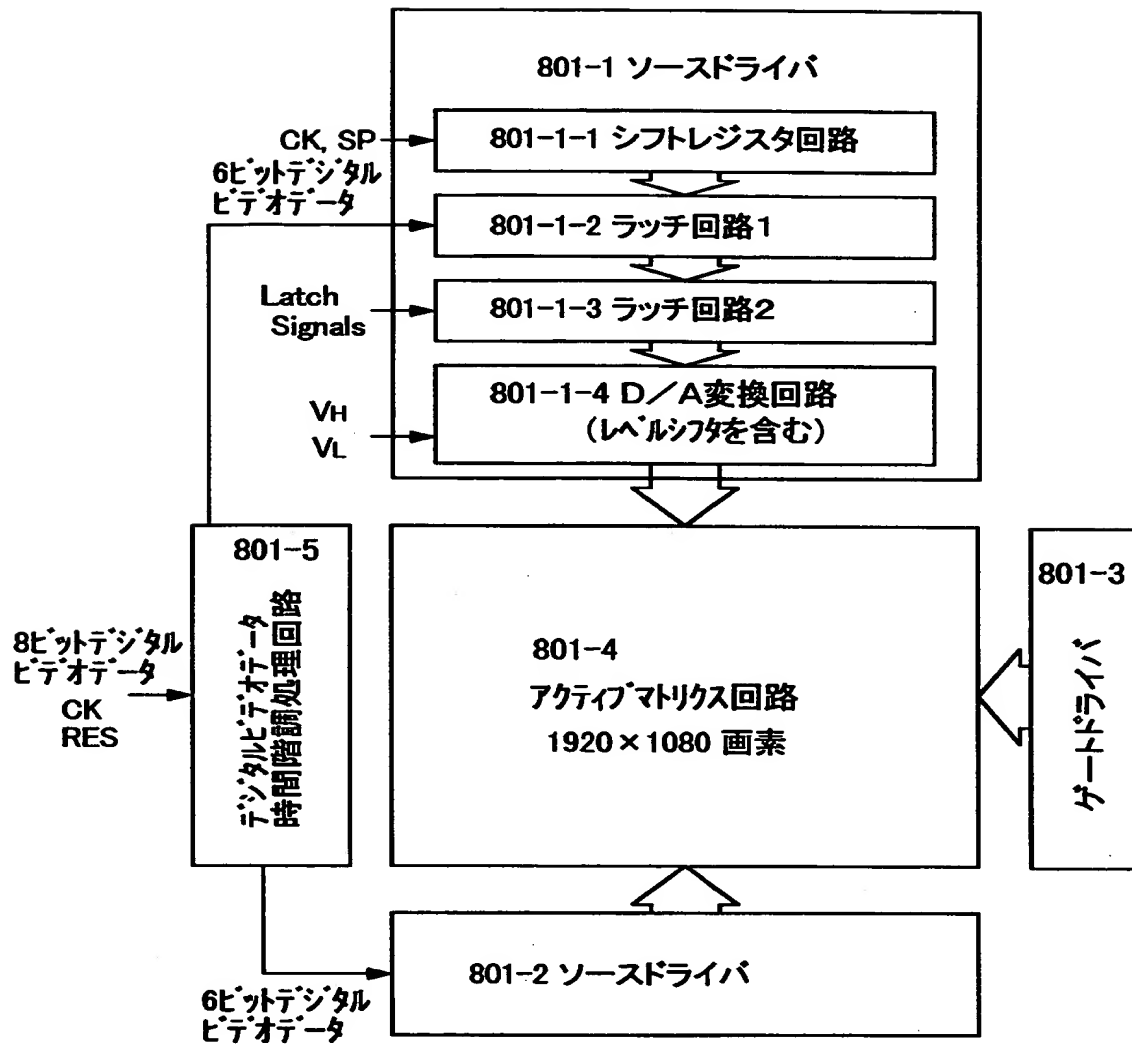 801-1 ソースドライバ
CK, SP
801-1-1 シフトレジスタ回路
6ビットデジタル
ビデオデータ
801-1-2 ラッチ回路1
Latch
Signals
801-1-3 ラッチ回路2
VH
VL
801-1-4 D／A変換回路
(レベルシフタを含む)
801-5
デジタルビデオデータ
時間階調処理回路
8ビットデジタル
ビデオデータ
CK
RES
801-4
アクティブマトリクス回路
1920×1080 画素
801-3
ゲートドライバ
801-2 ソースドライバ
6ビットデジタル
ビデオデータ